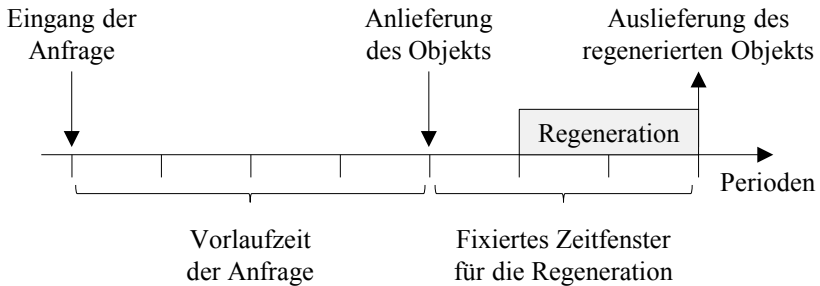 Eingang der
Anfrage
Anlieferung
des Objekts
Auslieferung des
regenerierten Objekts
Regeneration
Perioden
Vorlaufzeit
der Anfrage
Fixiertes Zeitfenster
für die Regeneration